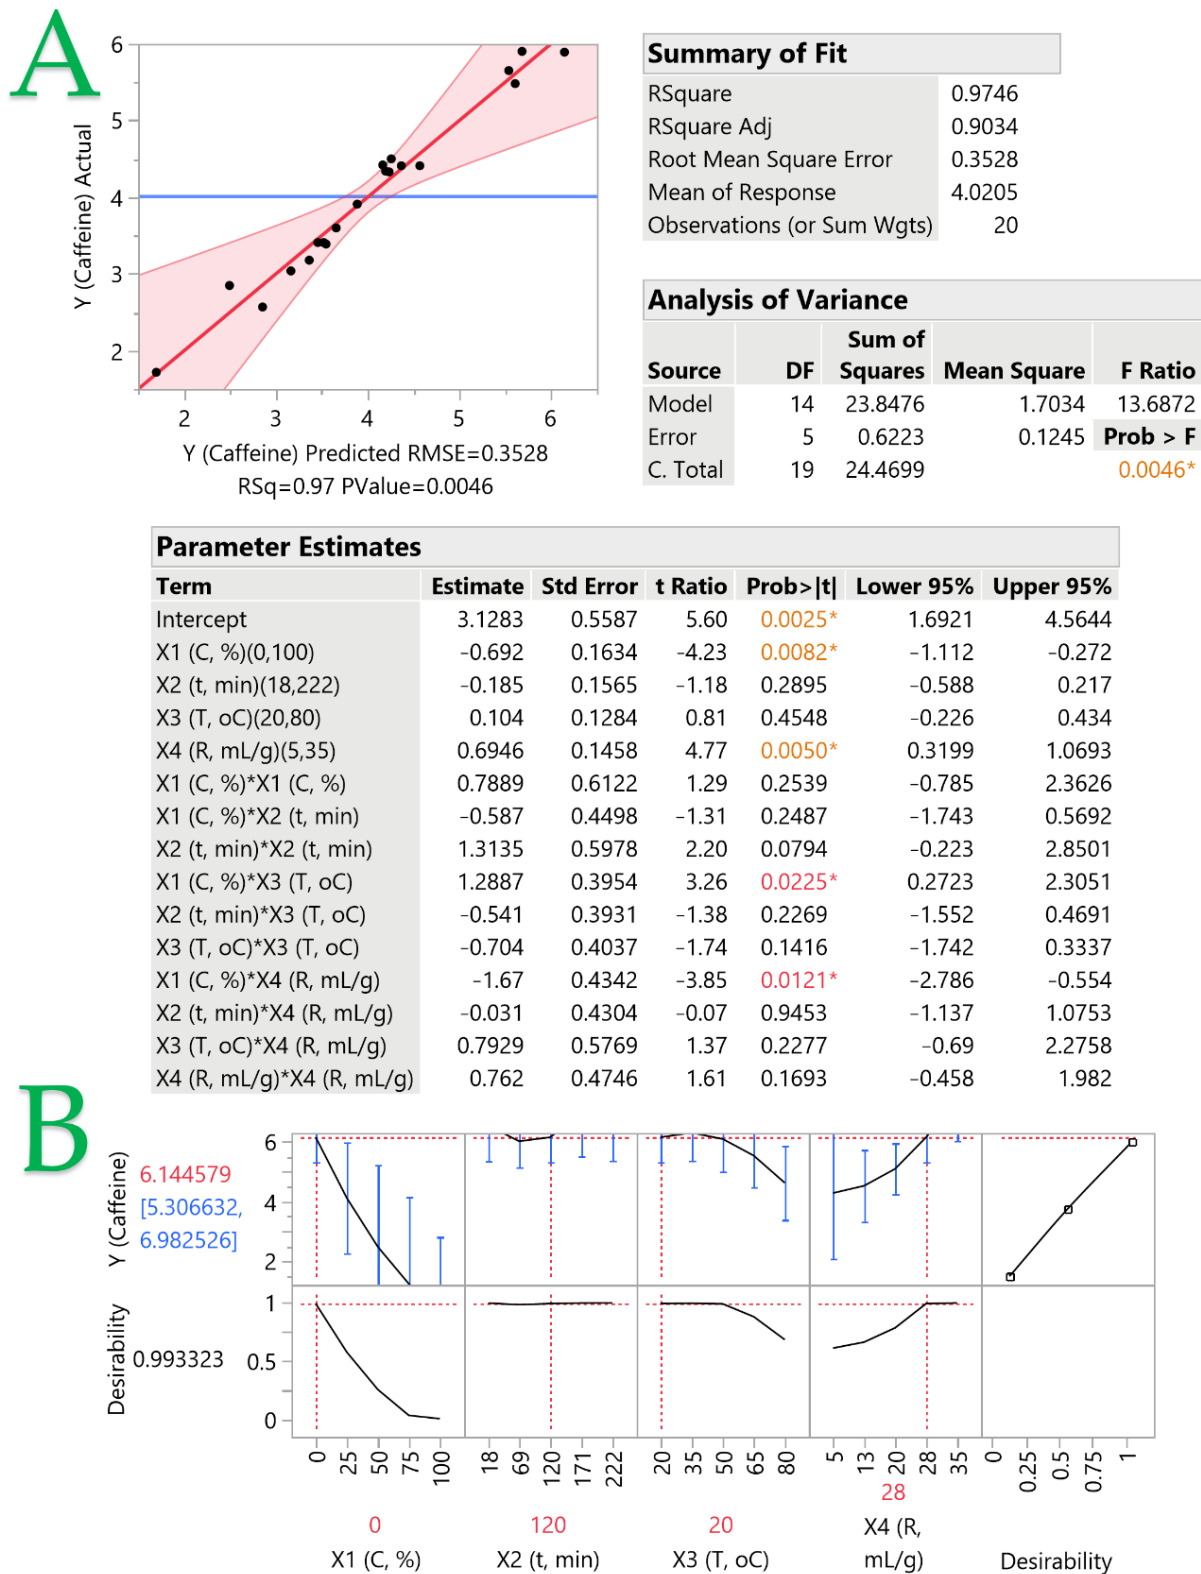 A
6
5
4
3
2
Y (Caffeine) Actual
2 3 4 5 6
Y (Caffeine) Predicted RMSE=0.3528
RSq=0.97 PValue=0.0046
Summary of Fit
RSquare 0.9746
RSquare Adj 0.9034
Root Mean Square Error 0.3528
Mean of Response 4.0205
Observations (or Sum Wgts) 20
Analysis of Variance
Sum of
Source DF Squares Mean Square F Ratio
Model 14 23.8476 1.7034 13.6872
Error 5 0.6223 0.1245 Prob > F
C. Total 19 24.4699 0.0046*
Parameter Estimates
Term Estimate Std Error t Ratio Prob>|t| Lower 95% Upper 95%
Intercept 3.1283 0.5587 5.60 0.0025* 1.6921 4.5644
X1 (C, %)(0,100) −0.692 0.1634 −4.23 0.0082* −1.112 −0.272
X2 (t, min)(18,222) −0.185 0.1565 −1.18 0.2895 −0.588 0.217
X3 (T, oC)(20,80) 0.104 0.1284 0.81 0.4548 −0.226 0.434
X4 (R, mL/g)(5,35) 0.6946 0.1458 4.77 0.0050* 0.3199 1.0693
X1 (C, %)*X1 (C, %) 0.7889 0.6122 1.29 0.2539 −0.785 2.3626
X1 (C, %)*X2 (t, min) −0.587 0.4498 −1.31 0.2487 −1.743 0.5692
X2 (t, min)*X2 (t, min) 1.3135 0.5978 2.20 0.0794 −0.223 2.8501
X1 (C, %)*X3 (T, oC) 1.2887 0.3954 3.26 0.0225* 0.2723 2.3051
X2 (t, min)*X3 (T, oC) −0.541 0.3931 −1.38 0.2269 −1.552 0.4691
X3 (T, oC)*X3 (T, oC) −0.704 0.4037 −1.74 0.1416 −1.742 0.3337
X1 (C, %)*X4 (R, mL/g) −1.67 0.4342 −3.85 0.0121* −2.786 −0.554
X2 (t, min)*X4 (R, mL/g) −0.031 0.4304 −0.07 0.9453 −1.137 1.0753
X3 (T, oC)*X4 (R, mL/g) 0.7929 0.5769 1.37 0.2277 −0.69 2.2758
X4 (R, mL/g)*X4 (R, mL/g) 0.762 0.4746 1.61 0.1693 −0.458 1.982
B
Y (Caffeine)
6.144579
[5.306632,
6.982526]
6
4
2
Desirability
0.993323
1
0.5
0
0 25 50 75 100
18 69 120 171 222
20 35 50 65 80
5 13 20 28 35
0 0.25 0.5 0.75 1
0
X1 (C, %)
120
X2 (t, min)
20
X3 (T, oC)
28
X4 (R,
mL/g)
Desirability